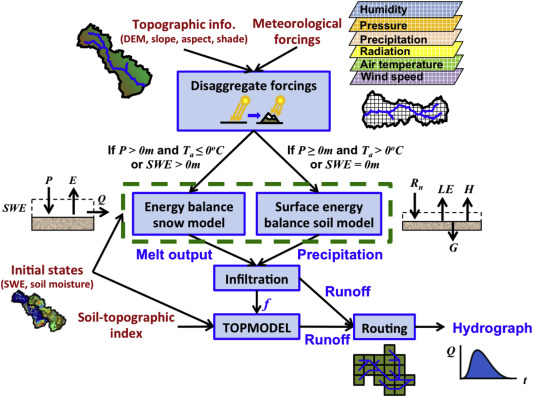 Topographic info.
(DEM, slope, aspect, shade)
Meteorological
forcings
Humidity
Pressure
Precipitation
Radiation
Air temperature
Wind speed
Disaggregate forcings
If P > 0m and Ta ≤ 0°C
or SWE > 0m
If P ≥ 0m and Ta > 0°C
or SWE = 0m
P
E
Q
SWE
Energy balance
snow model
Surface energy
balance soil model
Rn
LE
H
G
Melt output
Precipitation
Initial states
(SWE, soil moisture)
Infiltration
Runoff
f
Soil-topographic
index
TOPMODEL
Runoff
Routing
Hydrograph
Q
t